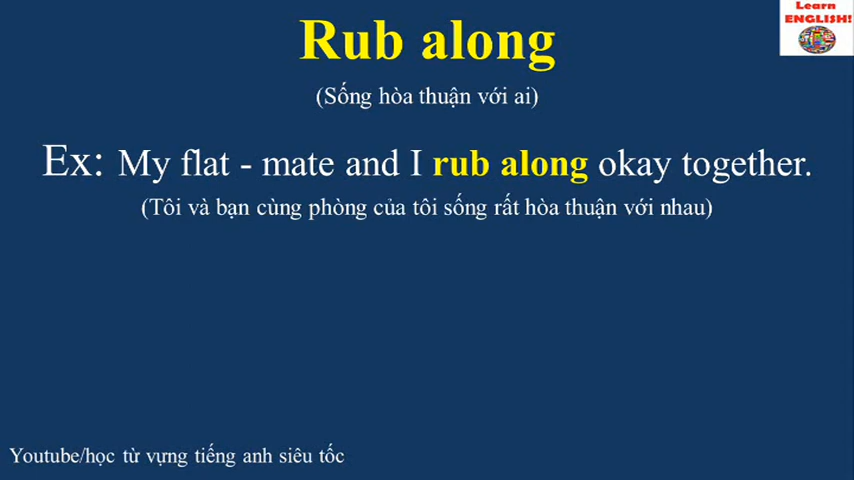 Learn
ENGLISH!
Rub along
(Sống hòa thuận với ai)
Ex: My flat - mate and I rub along okay together.
(Tôi và bạn cùng phòng của tôi sống rất hòa thuận với nhau)
Youtube/học từ vựng tiếng anh siêu tốc